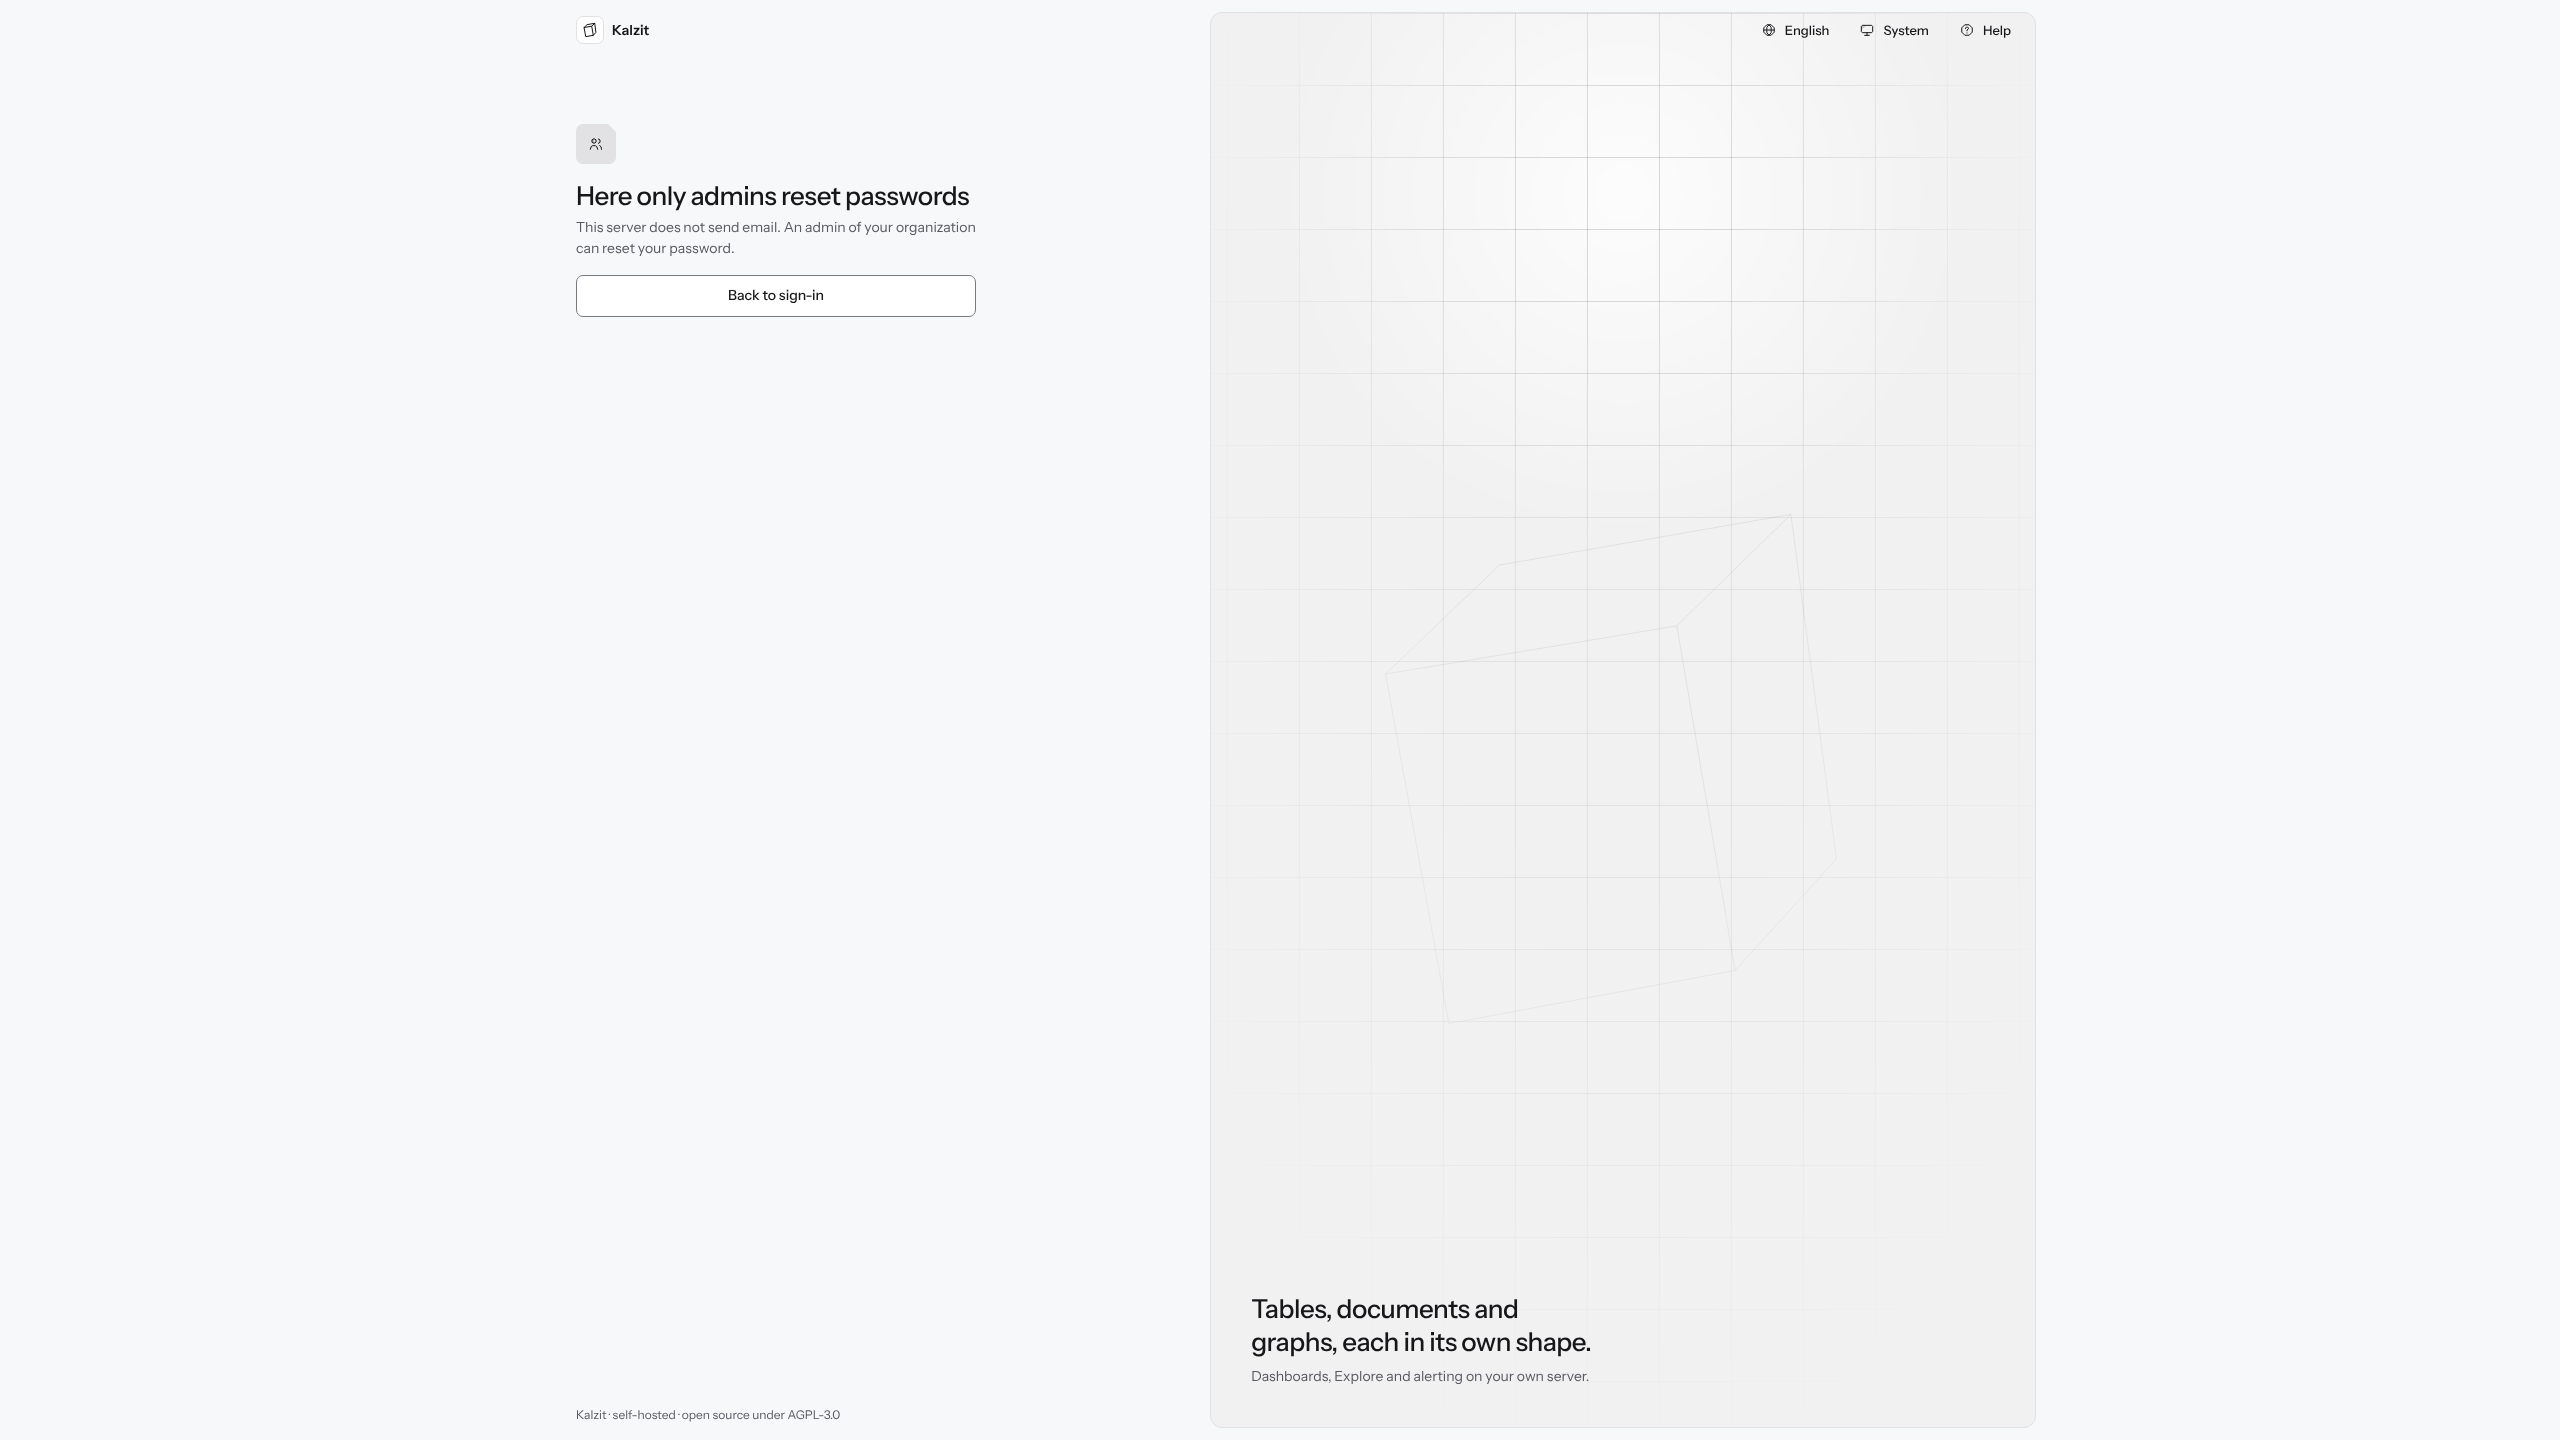 Kalzit
English
System
Help
Here only admins reset passwords
This server does not send email. An admin of your organization
can reset your password.
Back to sign-in
Tables, documents and
graphs, each in its own shape.
Dashboards, Explore and alerting on your own server.
Kalzit · self-hosted · open source under AGPL-3.0